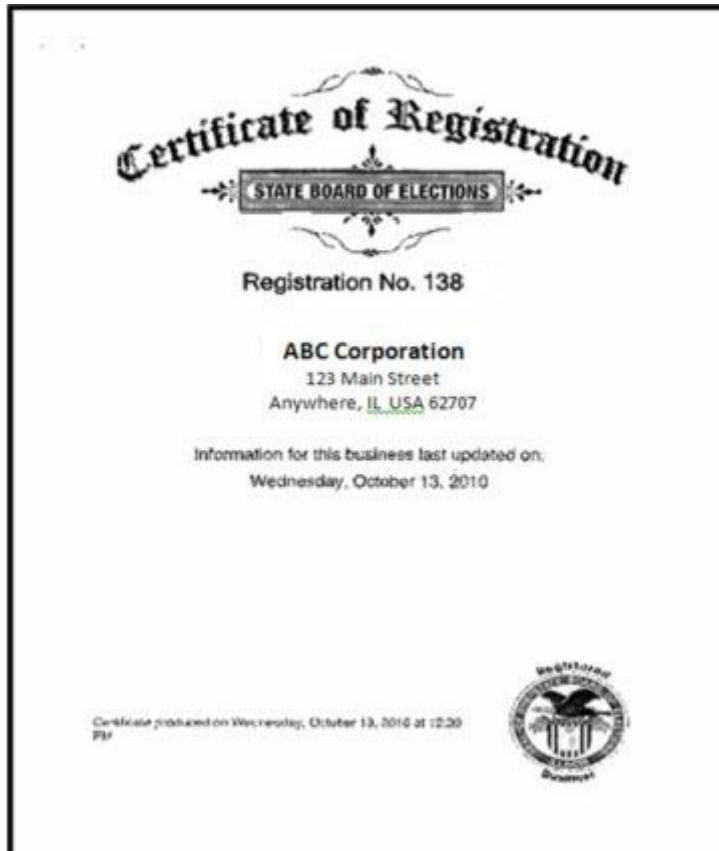 Certificate of Registration
STATE BOARD OF ELECTIONS
Registration No. 138
ABC Corporation
123 Main Street
Anywhere, IL USA 62707
Information for this business last updated on:
Wednesday, October 13, 2010
Certificate produced on Wednesday, October 13, 2010 at 12:30
PM
Registered
Business